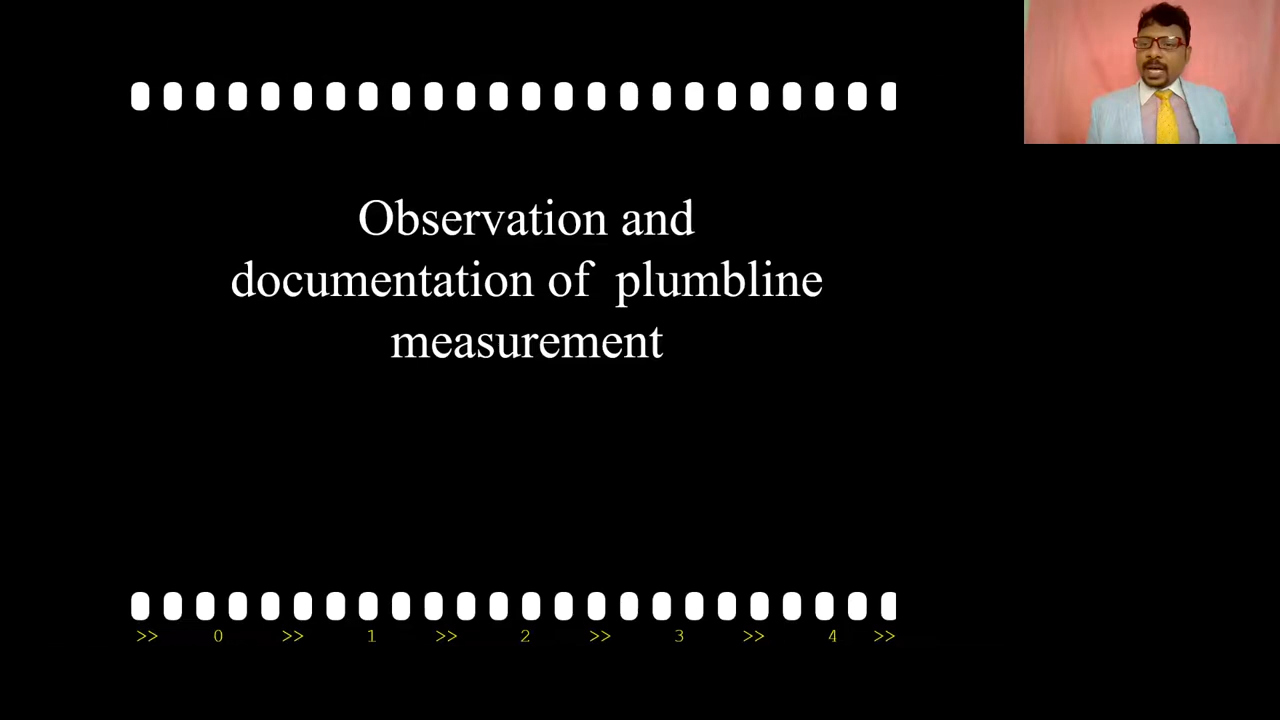 Observation and
documentation of plumbline
measurement
>> 0 >> 1 >> 2 >> 3 >> 4 >>